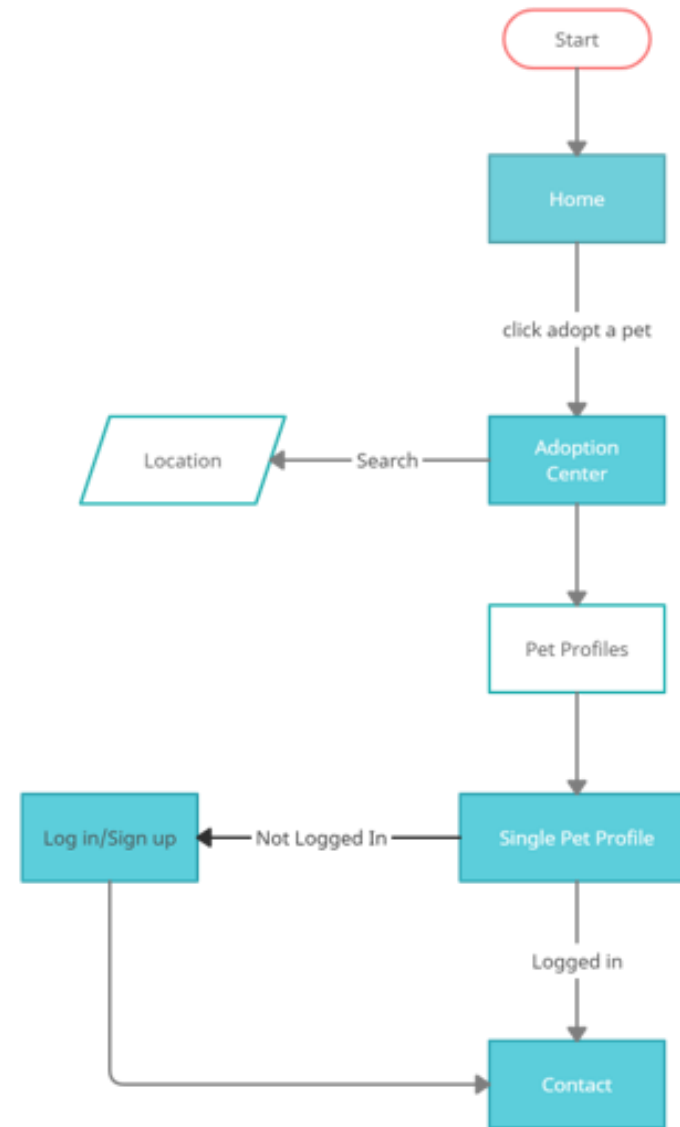 Start
Home
click adopt a pet
Location
Search
Adoption
Center
Pet Profiles
Log in/Sign up
Not Logged In
Single Pet Profile
Logged in
Contact